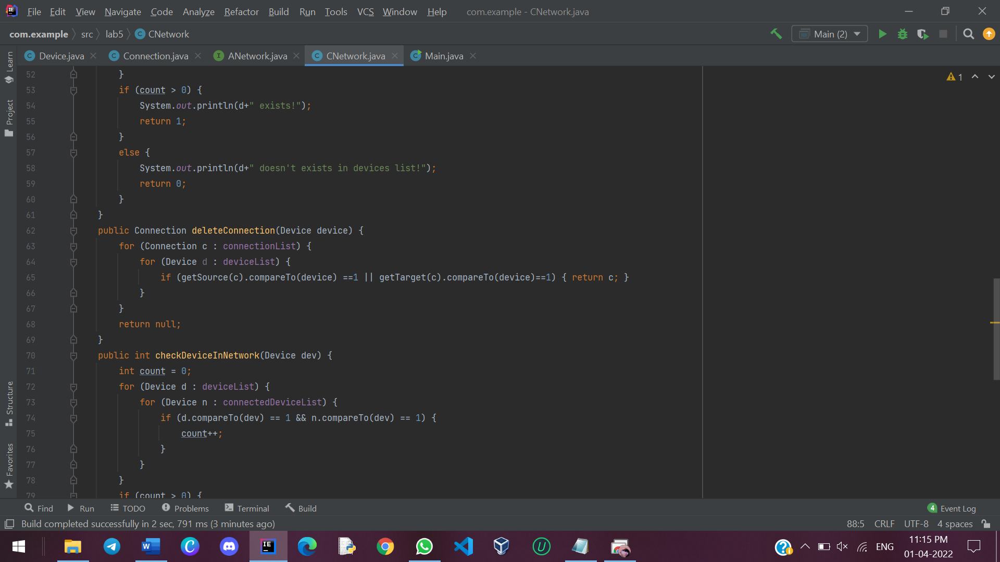 File Edit View Navigate Code Analyze Refactor Build Run Tools VCS Window Help com.example - CNetwork.java
com.example src lab5 CNetwork Main (2)
Device.java Connection.java ANetwork.java CNetwork.java Main.java
Learn
Project
Structure
Favorites
1
52 }
53 if (count > 0) {
54 System.out.println(d+" exists!");
55 return 1;
56 }
57 else {
58 System.out.println(d+" doesn't exists in devices list!");
59 return 0;
60 }
61 }
62 public Connection deleteConnection(Device device) {
63 for (Connection c : connectionList) {
64 for (Device d : deviceList) {
65 if (getSource(c).compareTo(device) ==1 || getTarget(c).compareTo(device)==1) { return c; }
66 }
67 }
68 return null;
69 }
70 public int checkDeviceInNetwork(Device dev) {
71 int count = 0;
72 for (Device d : deviceList) {
73 for (Device n : connectedDeviceList) {
74 if (d.compareTo(dev) == 1 && n.compareTo(dev) == 1) {
75 count++;
76 }
77 }
78 }
79 if (count > 0) {
Find Run TODO Problems Terminal Build 4 Event Log
Build completed successfully in 2 sec, 791 ms (3 minutes ago) 88:5 CRLF UTF-8 4 spaces
ENG 11:15 PM
01-04-2022